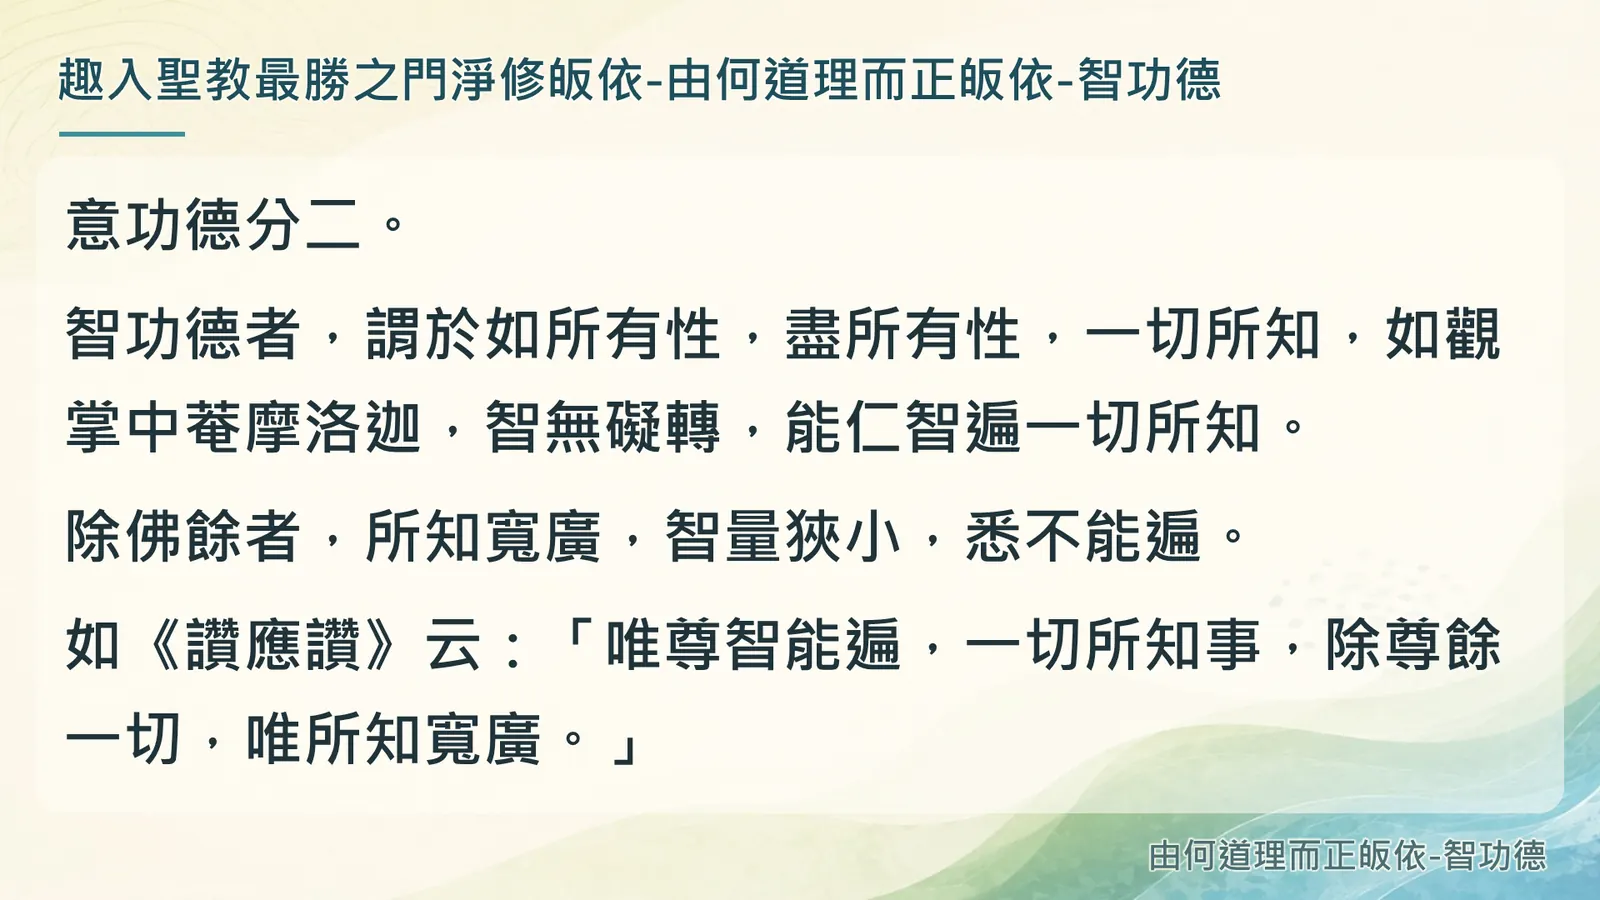 趣入聖教最勝之門淨修皈依-由何道理而正皈依-智功德
意功德分二。
智功德者，謂於如所有性，盡所有性，一切所知，如觀
掌中菴摩洛迦，智無礙轉，能仁智遍一切所知。
除佛餘者，所知寬廣，智量狹小，悉不能遍。
如《讚應讚》云：「唯尊智能遍，一切所知事，除尊餘
一切，唯所知寬廣。」
由何道理而正皈依-智功德